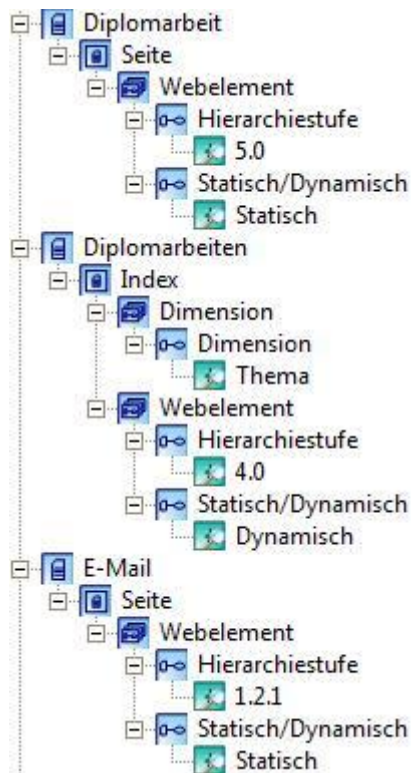 Diplomarbeit
Seite
Webelement
Hierarchiestufe
5.0
Statisch/Dynamisch
Statisch
Diplomarbeiten
Index
Dimension
Dimension
Thema
Webelement
Hierarchiestufe
4.0
Statisch/Dynamisch
Dynamisch
E-Mail
Seite
Webelement
Hierarchiestufe
1.2.1
Statisch/Dynamisch
Statisch